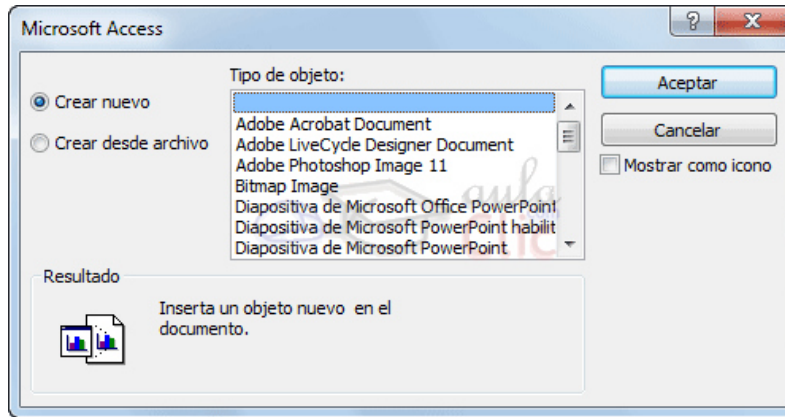 Microsoft Access
Tipo de objeto:
Crear nuevo
Crear desde archivo
Adobe Acrobat Document
Adobe LiveCycle Designer Document
Adobe Photoshop Image 11
Bitmap Image
Diapositiva de Microsoft Office PowerPoint
Diapositiva de Microsoft PowerPoint habilit
Diapositiva de Microsoft PowerPoint
Aceptar
Cancelar
Mostrar como icono
Resultado
Inserta un objeto nuevo en el
documento.
aula
Clic